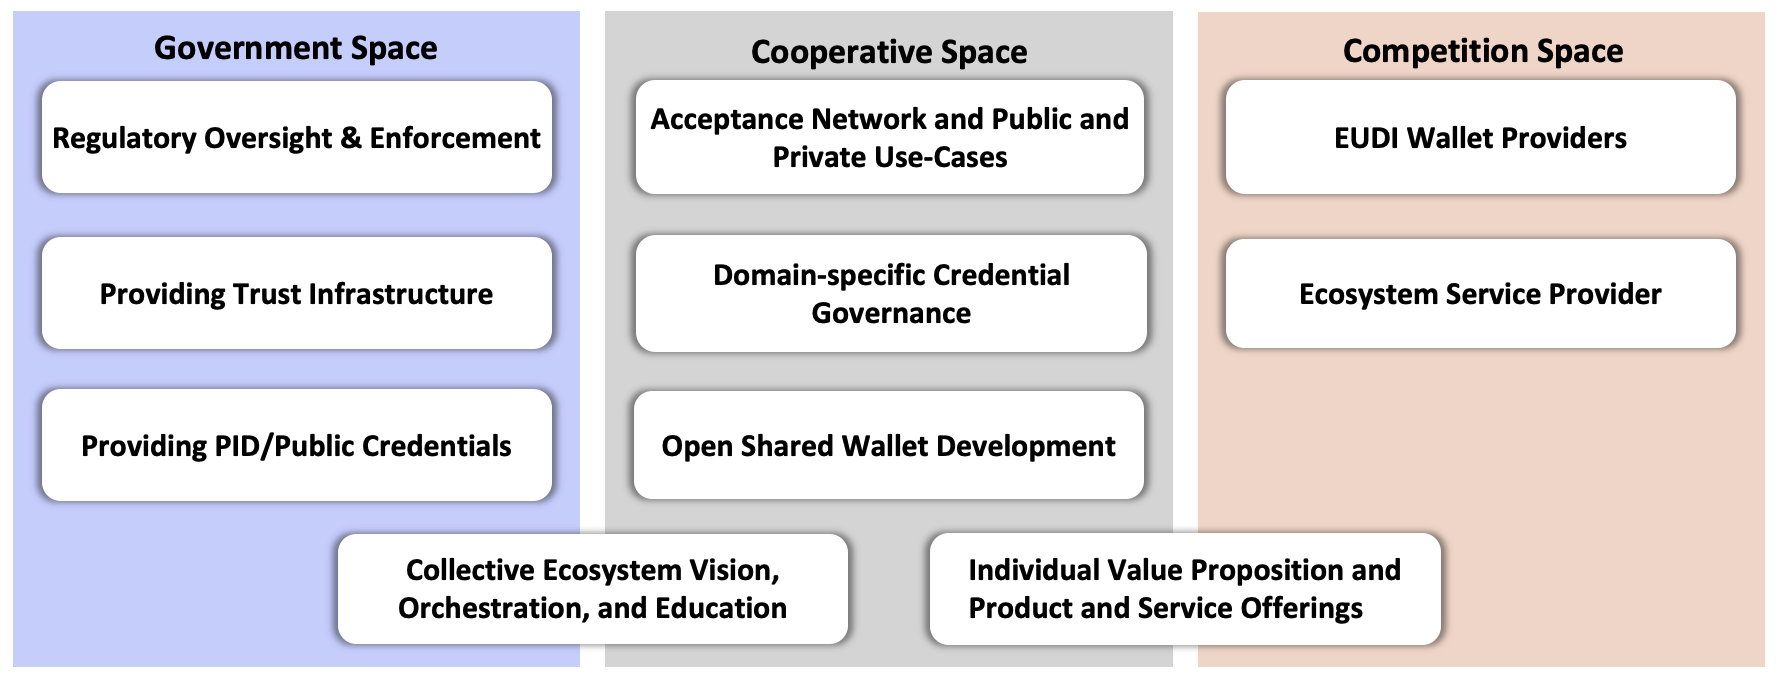 Government Space
Regulatory Oversight & Enforcement
Providing Trust Infrastructure
Providing PID/Public Credentials
Cooperative Space
Acceptance Network and Public and
Private Use-Cases
Domain-specific Credential
Governance
Open Shared Wallet Development
Competition Space
EUDI Wallet Providers
Ecosystem Service Provider
Collective Ecosystem Vision,
Orchestration, and Education
Individual Value Proposition and
Product and Service Offerings